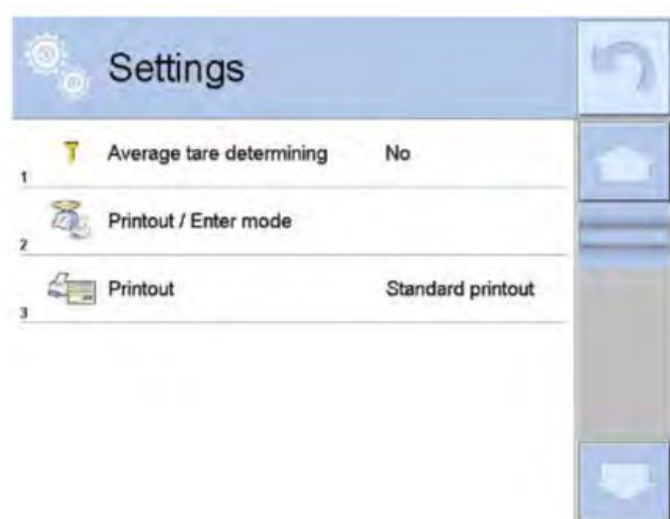 Settings
1 Average tare determining No
2 Printout / Enter mode
3 Printout Standard printout